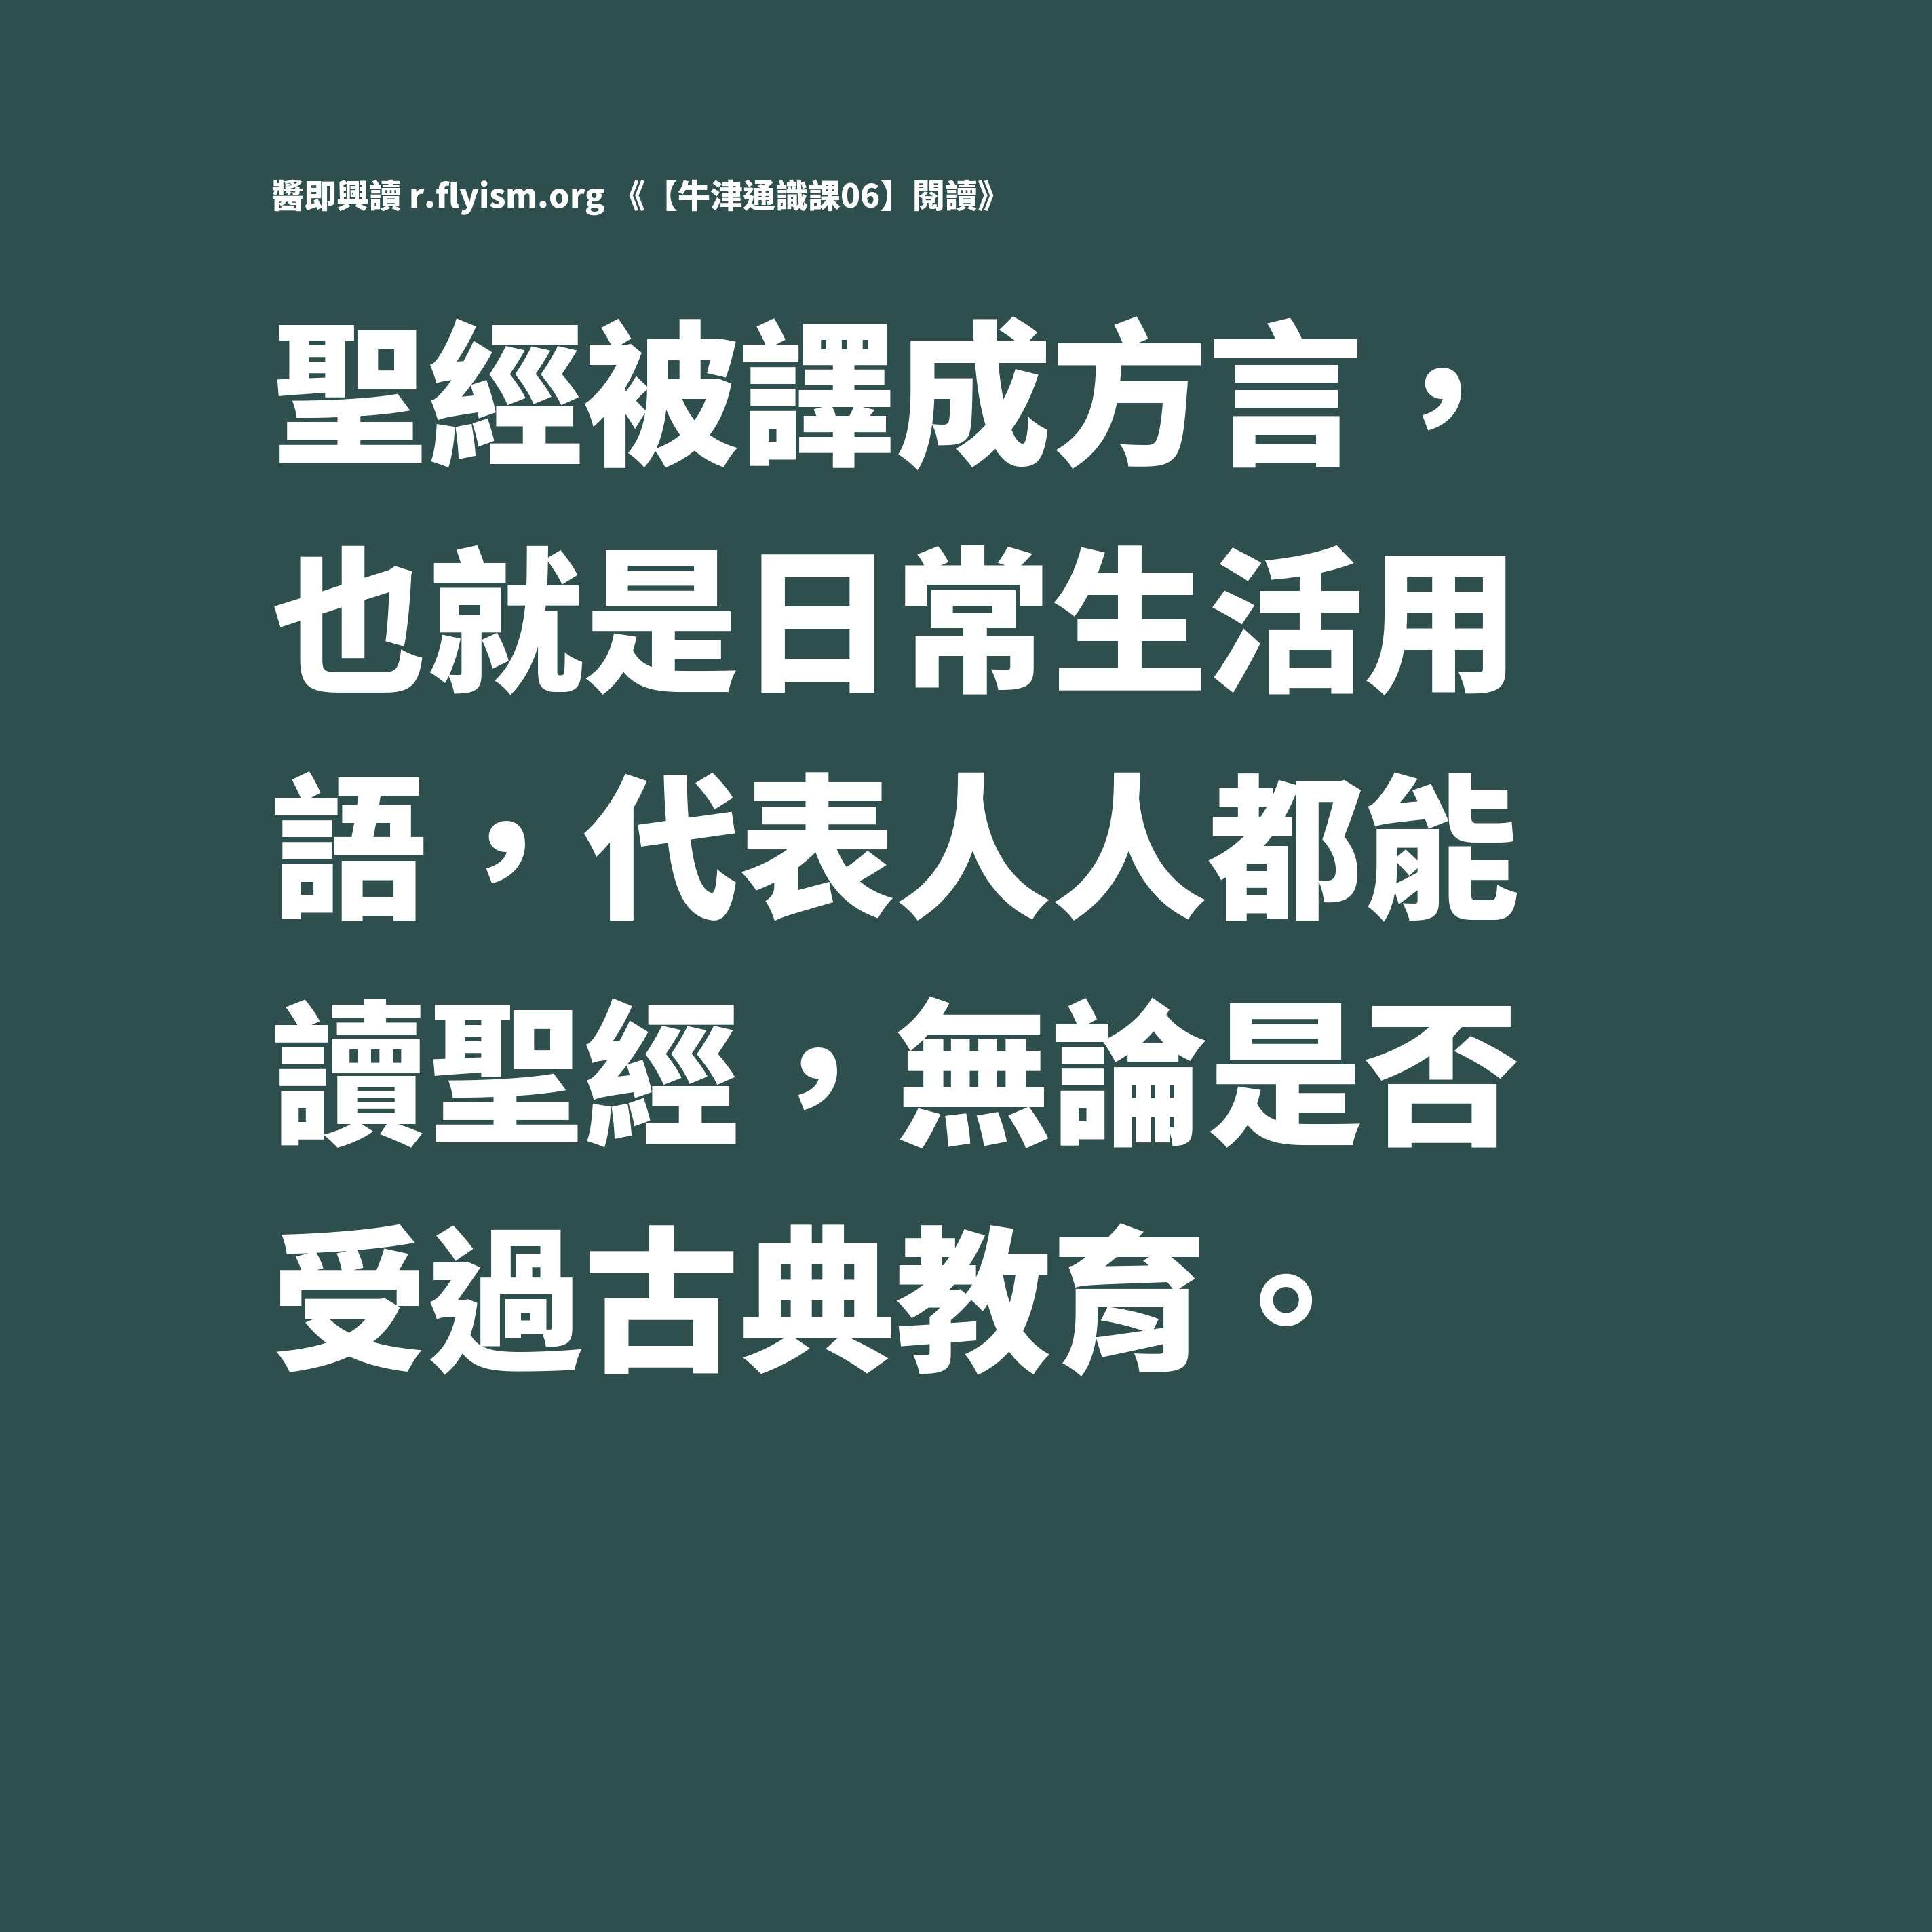 醫即興讀 r.flyism.org《【牛津通識課06】閱讀》
聖經被譯成方言，
也就是日常生活用
語，代表人人都能
讀聖經，無論是否
受過古典教育。